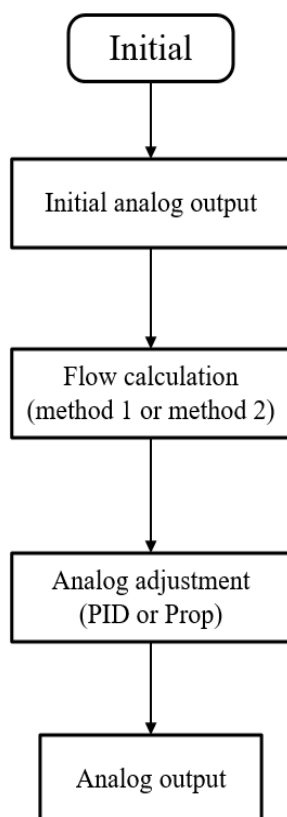 Initial
Initial analog output
Flow calculation
(method 1 or method 2)
Analog adjustment
(PID or Prop)
Analog output